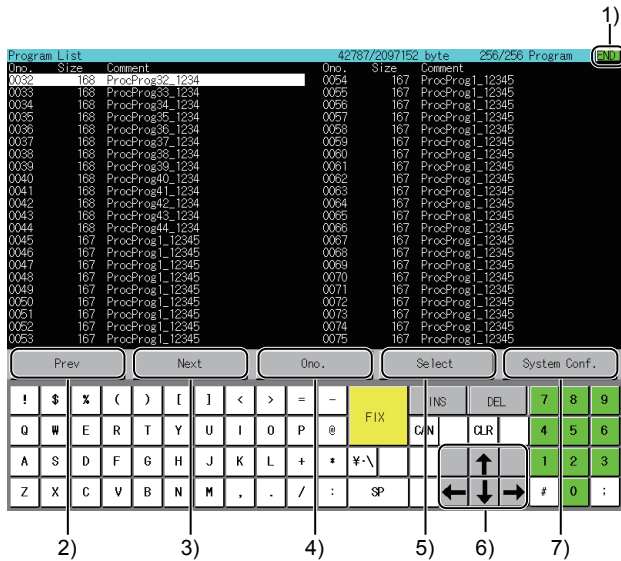 1)
Program List 42787/2097152 byte 256/256 Program END
Ono. Size Comment Ono. Size Comment
0032 168 ProcProg32_1234 0054 167 ProcProg1_12345
0033 168 ProcProg33_1234 0055 167 ProcProg1_12345
0034 168 ProcProg34_1234 0056 167 ProcProg1_12345
0035 168 ProcProg35_1234 0057 167 ProcProg1_12345
0036 168 ProcProg36_1234 0058 167 ProcProg1_12345
0037 168 ProcProg37_1234 0059 167 ProcProg1_12345
0038 168 ProcProg38_1234 0060 167 ProcProg1_12345
0039 168 ProcProg39_1234 0061 167 ProcProg1_12345
0040 168 ProcProg40_1234 0062 167 ProcProg1_12345
0041 168 ProcProg41_1234 0063 167 ProcProg1_12345
0042 168 ProcProg42_1234 0064 167 ProcProg1_12345
0043 168 ProcProg43_1234 0065 167 ProcProg1_12345
0044 168 ProcProg44_1234 0066 167 ProcProg1_12345
0045 167 ProcProg1_12345 0067 167 ProcProg1_12345
0046 167 ProcProg1_12345 0068 167 ProcProg1_12345
0047 167 ProcProg1_12345 0069 167 ProcProg1_12345
0048 167 ProcProg1_12345 0070 167 ProcProg1_12345
0049 167 ProcProg1_12345 0071 167 ProcProg1_12345
0050 167 ProcProg1_12345 0072 167 ProcProg1_12345
0051 167 ProcProg1_12345 0073 167 ProcProg1_12345
0052 167 ProcProg1_12345 0074 167 ProcProg1_12345
0053 167 ProcProg1_12345 0075 167 ProcProg1_12345
Prev Next Ono. Select System Conf.
! $ % ( ) [ ] < > = - FIX INS DEL 7 8 9
Q W E R T Y U I O P @ CAN CLR 4 5 6
A S D F G H J K L + * ¥·\ ↑ 1 2 3
Z X C V B N M , . / : SP ← ↓ → # 0 ;
2) 3) 4) 5) 6) 7)